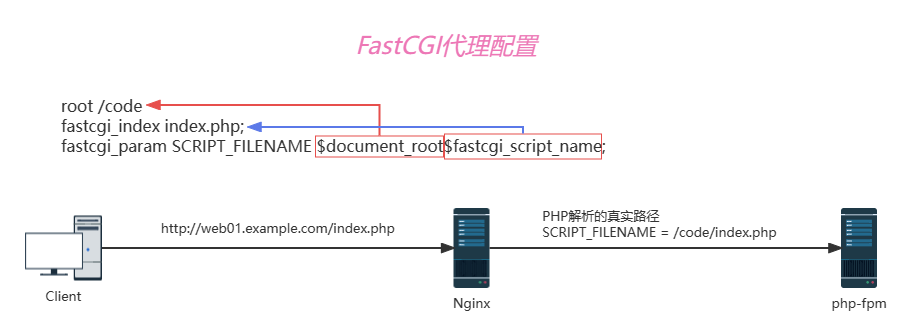 FastCGI代理配置
root /code
fastcgi_index index.php;
fastcgi_param SCRIPT_FILENAME $document_root$fastcgi_script_name;
http://web01.example.com/index.php
PHP解析的真实路径
SCRIPT_FILENAME = /code/index.php
Client
Nginx
php-fpm